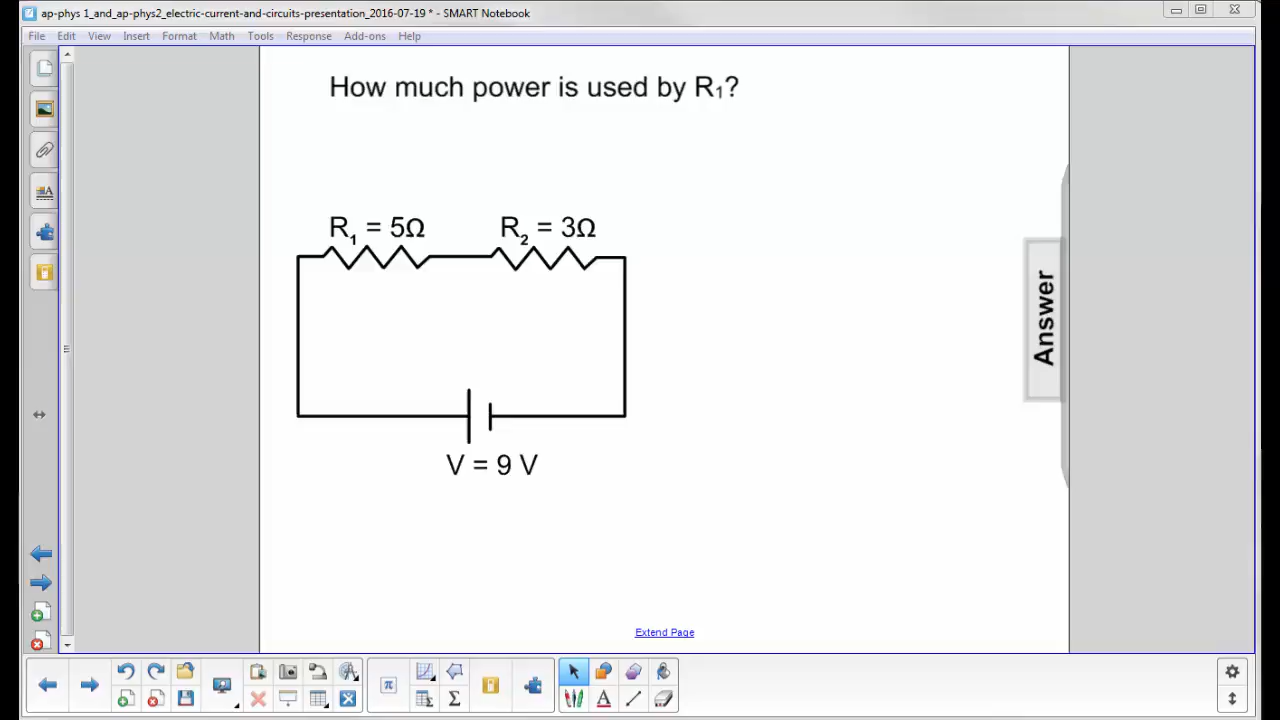 ap-phys 1_and_ap-phys2_electric-current-and-circuits-presentation_2016-07-19 * - SMART Notebook
File Edit View Insert Format Math Tools Response Add-ons Help
How much power is used by R₁?
R₁ = 5Ω R₂ = 3Ω
Answer
V = 9 V
Extend Page